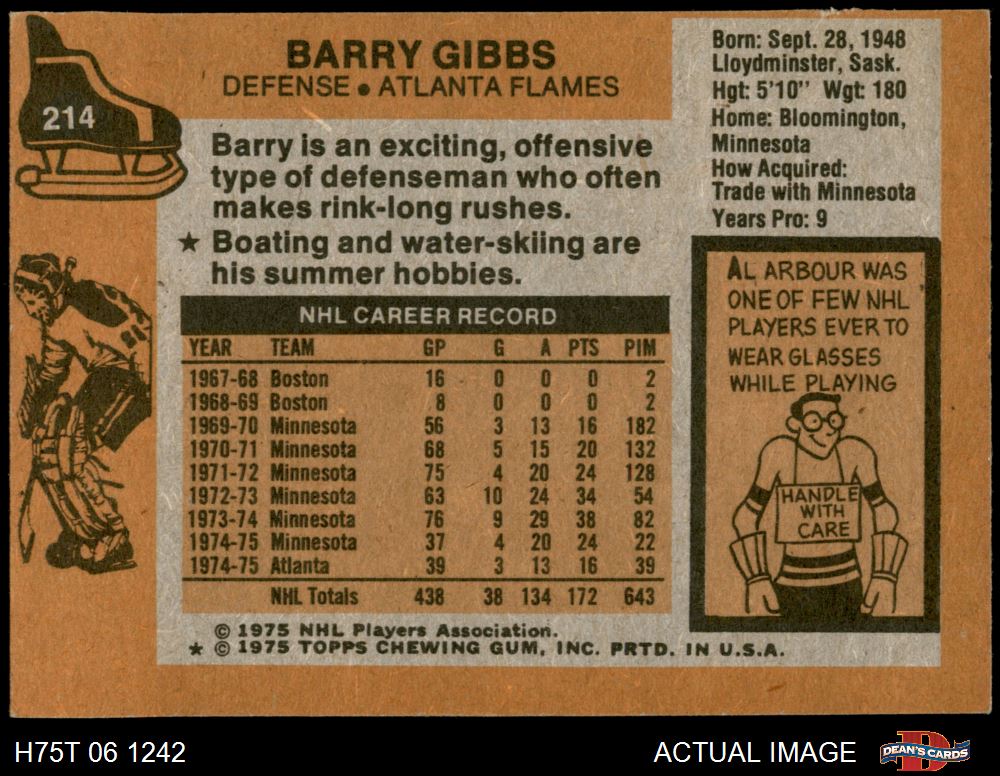 214
BARRY GIBBS
DEFENSE • ATLANTA FLAMES
Barry is an exciting, offensive
type of defenseman who often
makes rink-long rushes.
★ Boating and water-skiing are
his summer hobbies.
NHL CAREER RECORD
YEAR TEAM GP G A PTS PIM
1967-68 Boston 16 0 0 0 2
1968-69 Boston 8 0 0 0 2
1969-70 Minnesota 56 3 13 16 182
1970-71 Minnesota 68 5 15 20 132
1971-72 Minnesota 75 4 20 24 128
1972-73 Minnesota 63 10 24 34 54
1973-74 Minnesota 76 9 29 38 82
1974-75 Minnesota 37 4 20 24 22
1974-75 Atlanta 39 3 13 16 39
NHL Totals 438 38 134 172 643
© 1975 NHL Players Association.
★ © 1975 TOPPS CHEWING GUM, INC. PRTD. IN U.S.A.
Born: Sept. 28, 1948
Lloydminster, Sask.
Hgt: 5'10" Wgt: 180
Home: Bloomington,
Minnesota
How Acquired:
Trade with Minnesota
Years Pro: 9
AL ARBOUR WAS
ONE OF FEW NHL
PLAYERS EVER TO
WEAR GLASSES
WHILE PLAYING
HANDLE
WITH
CARE
H75T 06 1242
ACTUAL IMAGE
D
DEAN'S CARDS